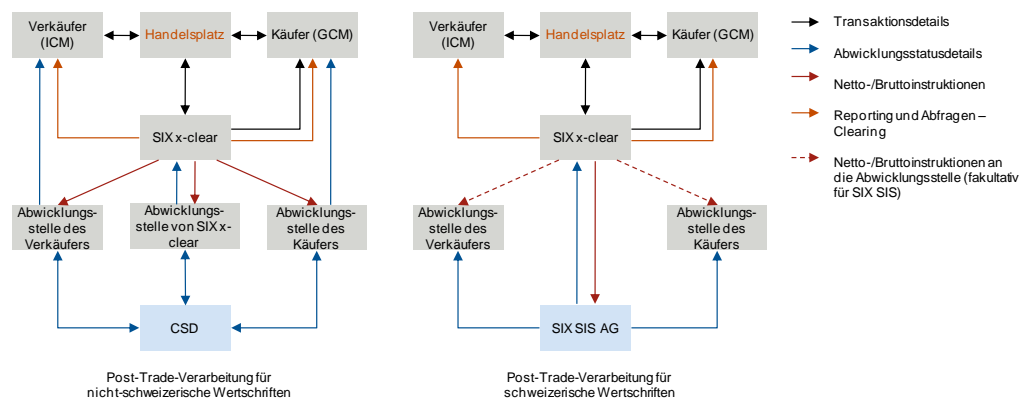 Verkäufer
(ICM)
Handelsplatz
Käufer (GCM)
SIX x-clear
Abwicklungs-
stelle des
Verkäufers
Abwicklungs-
stelle von SIX x-
clear
Abwicklungs-
stelle des
Käufers
CSD
Post-Trade-Verarbeitung für
nicht-schweizerische Wertschriften
Verkäufer
(ICM)
Handelsplatz
Käufer (GCM)
SIX x-clear
Abwicklungs-
stelle des
Verkäufers
Abwicklungs-
stelle des
Käufers
SIX SIS AG
Post-Trade-Verarbeitung für
schweizerische Wertschriften
Transaktionsdetails
Abwicklungsstatusdetails
Netto-/Bruttoinstruktionen
Reporting und Abfragen –
Clearing
Netto-/Bruttoinstruktionen an
die Abwicklungsstelle (fakultativ
für SIX SIS)